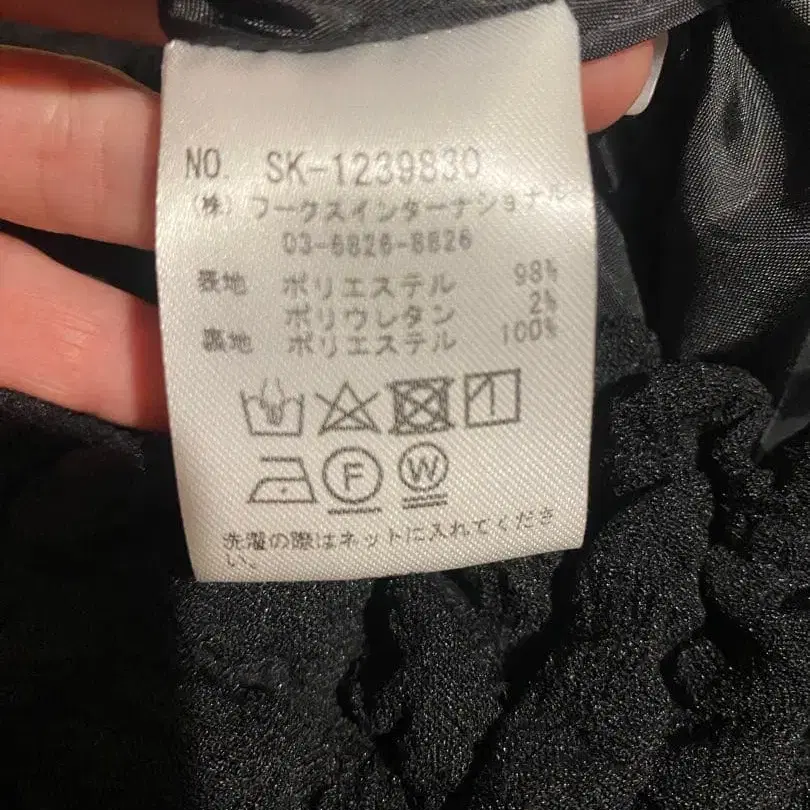 NO. SK-1239830
(株) フークスインターナショナル
03-6826-8826
表地 ポリエステル 98%
ポリウレタン 2%
裏地 ポリエステル 100%
F W
洗濯の際はネットに入れてくださ
い。